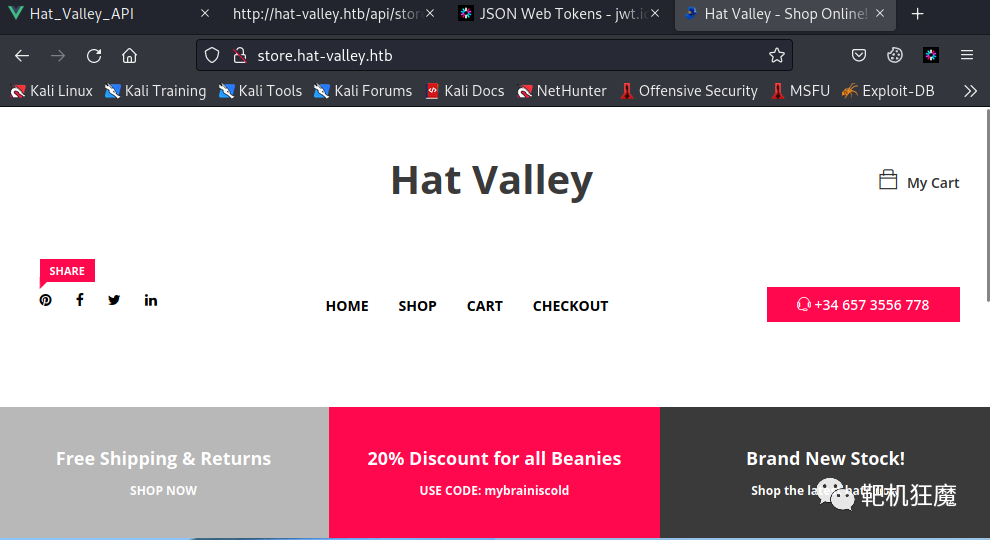 Hat_Valley_API
http://hat-valley.htb/api/stor
JSON Web Tokens - jwt.io
Hat Valley - Shop Online!
store.hat-valley.htb
Kali Linux Kali Training Kali Tools Kali Forums Kali Docs NetHunter Offensive Security MSFU Exploit-DB
Hat Valley
My Cart
SHARE
HOME SHOP CART CHECKOUT
+34 657 3556 778
Free Shipping & Returns
SHOP NOW
20% Discount for all Beanies
USE CODE: mybrainiscold
Brand New Stock!
Shop the
靶机狂魔